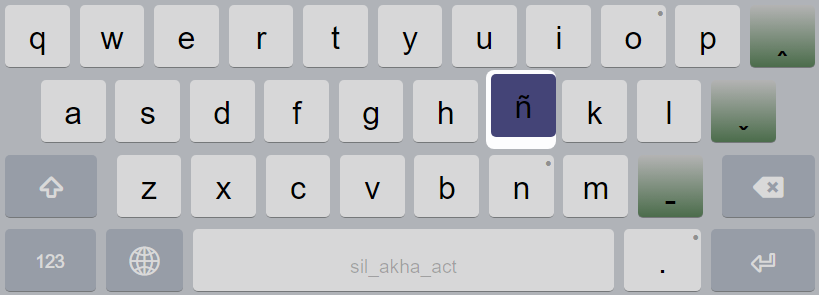 q w e r t y u i o p ˰
a s d f g h ñ k l ˬ
z x c v b n m ˗
123 sil_akha_act .